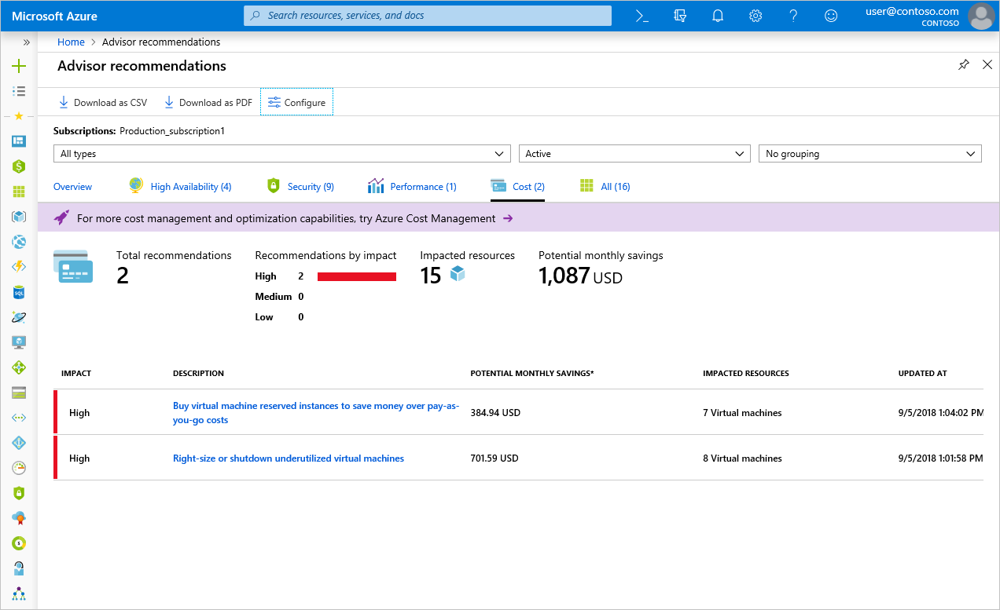 Microsoft Azure
Search resources, services, and docs
user@contoso.com
CONTOSO
Home > Advisor recommendations
Advisor recommendations
Download as CSV Download as PDF Configure
Subscriptions: Production_subscription1
All types Active No grouping
Overview High Availability (4) Security (9) Performance (1) Cost (2) All (16)
For more cost management and optimization capabilities, try Azure Cost Management →
Total recommendations Recommendations by impact Impacted resources Potential monthly savings
2 High 2 15 1,087 USD
Medium 0
Low 0
IMPACT DESCRIPTION POTENTIAL MONTHLY SAVINGS* IMPACTED RESOURCES UPDATED AT
High Buy virtual machine reserved instances to save money over pay-as-
you-go costs 384.94 USD 7 Virtual machines 9/5/2018 1:04:02 PM
High Right-size or shutdown underutilized virtual machines 701.59 USD 8 Virtual machines 9/5/2018 1:01:58 PM